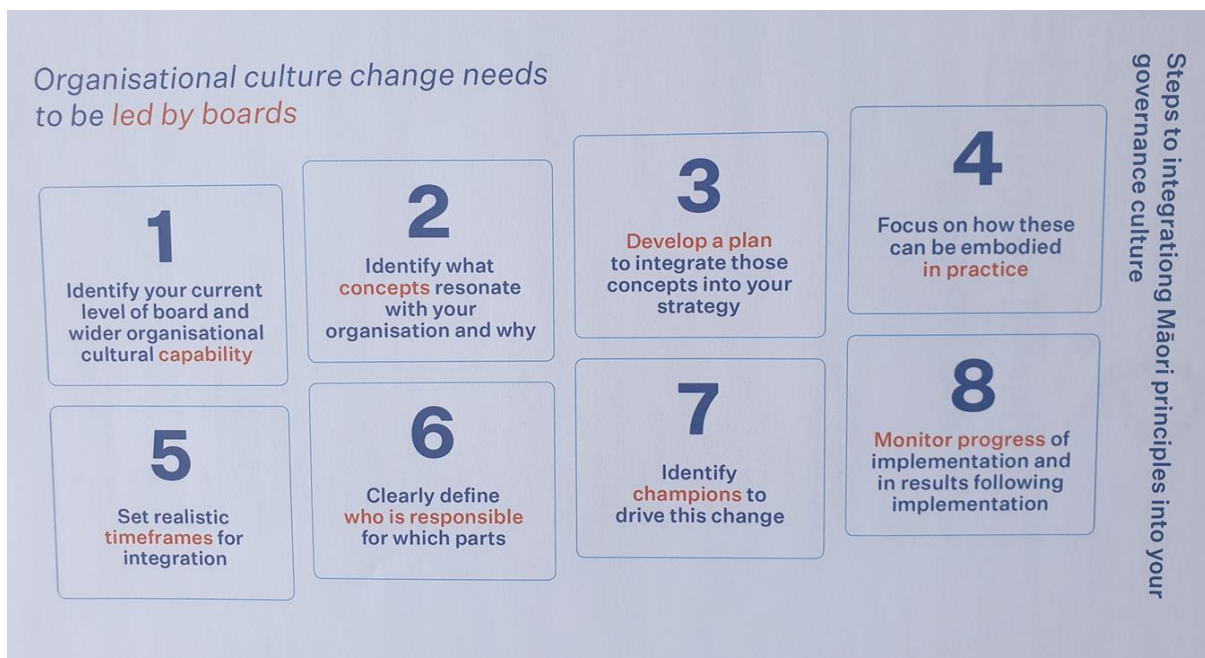 Organisational culture change needs
to be led by boards
1
Identify your current
level of board and
wider organisational
cultural capability
2
Identify what
concepts resonate
with your
organisation and why
3
Develop a plan
to integrate those
concepts into your
strategy
4
Focus on how these
can be embodied
in practice
5
Set realistic
timeframes for
integration
6
Clearly define
who is responsible
for which parts
7
Identify
champions to
drive this change
8
Monitor progress of
implementation and
in results following
implementation
Steps to integrationg Māori principles into your
governance culture